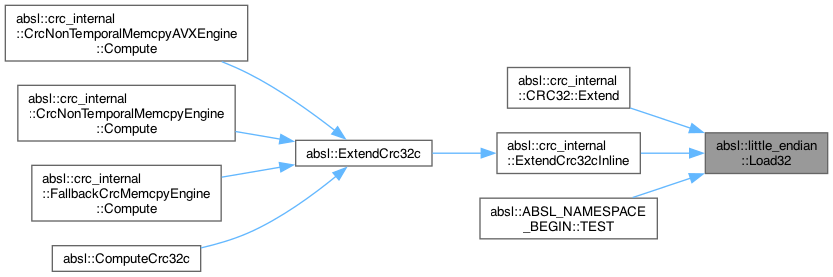 absl::crc_internal
::CrcNonTemporalMemcpyAVXEngine
::Compute
absl::crc_internal
::CrcNonTemporalMemcpyEngine
::Compute
absl::crc_internal
::FallbackCrcMemcpyEngine
::Compute
absl::ComputeCrc32c
absl::ExtendCrc32c
absl::crc_internal
::CRC32::Extend
absl::crc_internal
::ExtendCrc32cInline
absl::ABSL_NAMESPACE
_BEGIN::TEST
absl::little_endian
::Load32